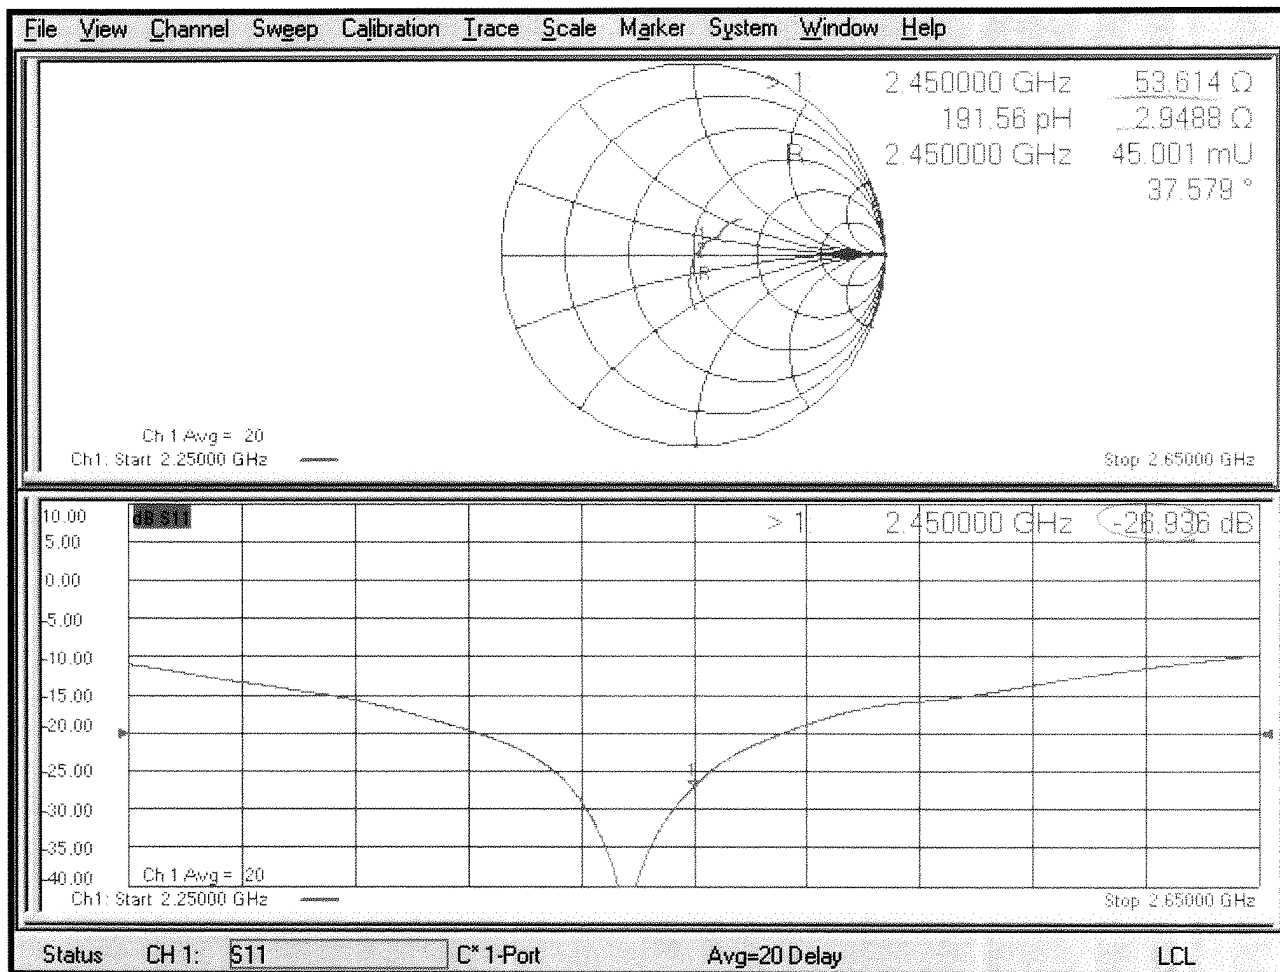 File View Channel Sweep Calibration Trace Scale Marker System Window Help
> 1: 2.450000 GHz 53.614 Ω
191.56 pH 2.9488 Ω
R: 2.450000 GHz 45.001 mU
37.579 °
1
R
Ch 1 Avg = 20
Ch1: Start 2.25000 GHz Stop 2.65000 GHz
10.00 dB S11 > 1: 2.450000 GHz -26.936 dB
5.00
0.00
-5.00
-10.00
-15.00
-20.00
-25.00 1
-30.00
-35.00
-40.00 Ch 1 Avg = 20
Ch1: Start 2.25000 GHz Stop 2.65000 GHz
Status CH 1: S11 C* 1-Port Avg=20 Delay LCL